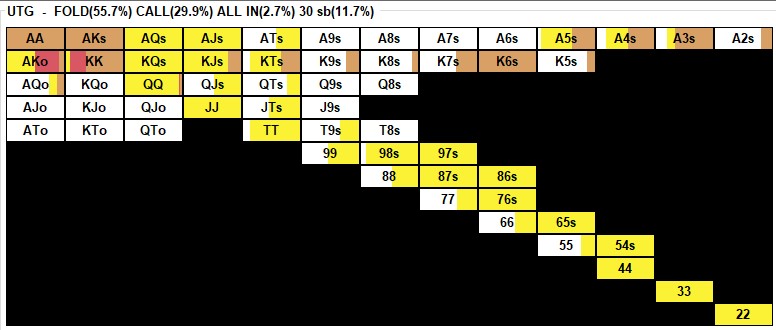 UTG - FOLD(55.7%) CALL(29.9%) ALL IN(2.7%) 30 sb(11.7%)
AA AKs AQs AJs ATs A9s A8s A7s A6s A5s A4s A3s A2s
AKo KK KQs KJs KTs K9s K8s K7s K6s K5s
AQo KQo QQ QJs QTs Q9s Q8s
AJo KJo QJo JJ JTs J9s
ATo KTo QTo TT T9s T8s
99 98s 97s
88 87s 86s
77 76s
66 65s
55 54s
44
33
22